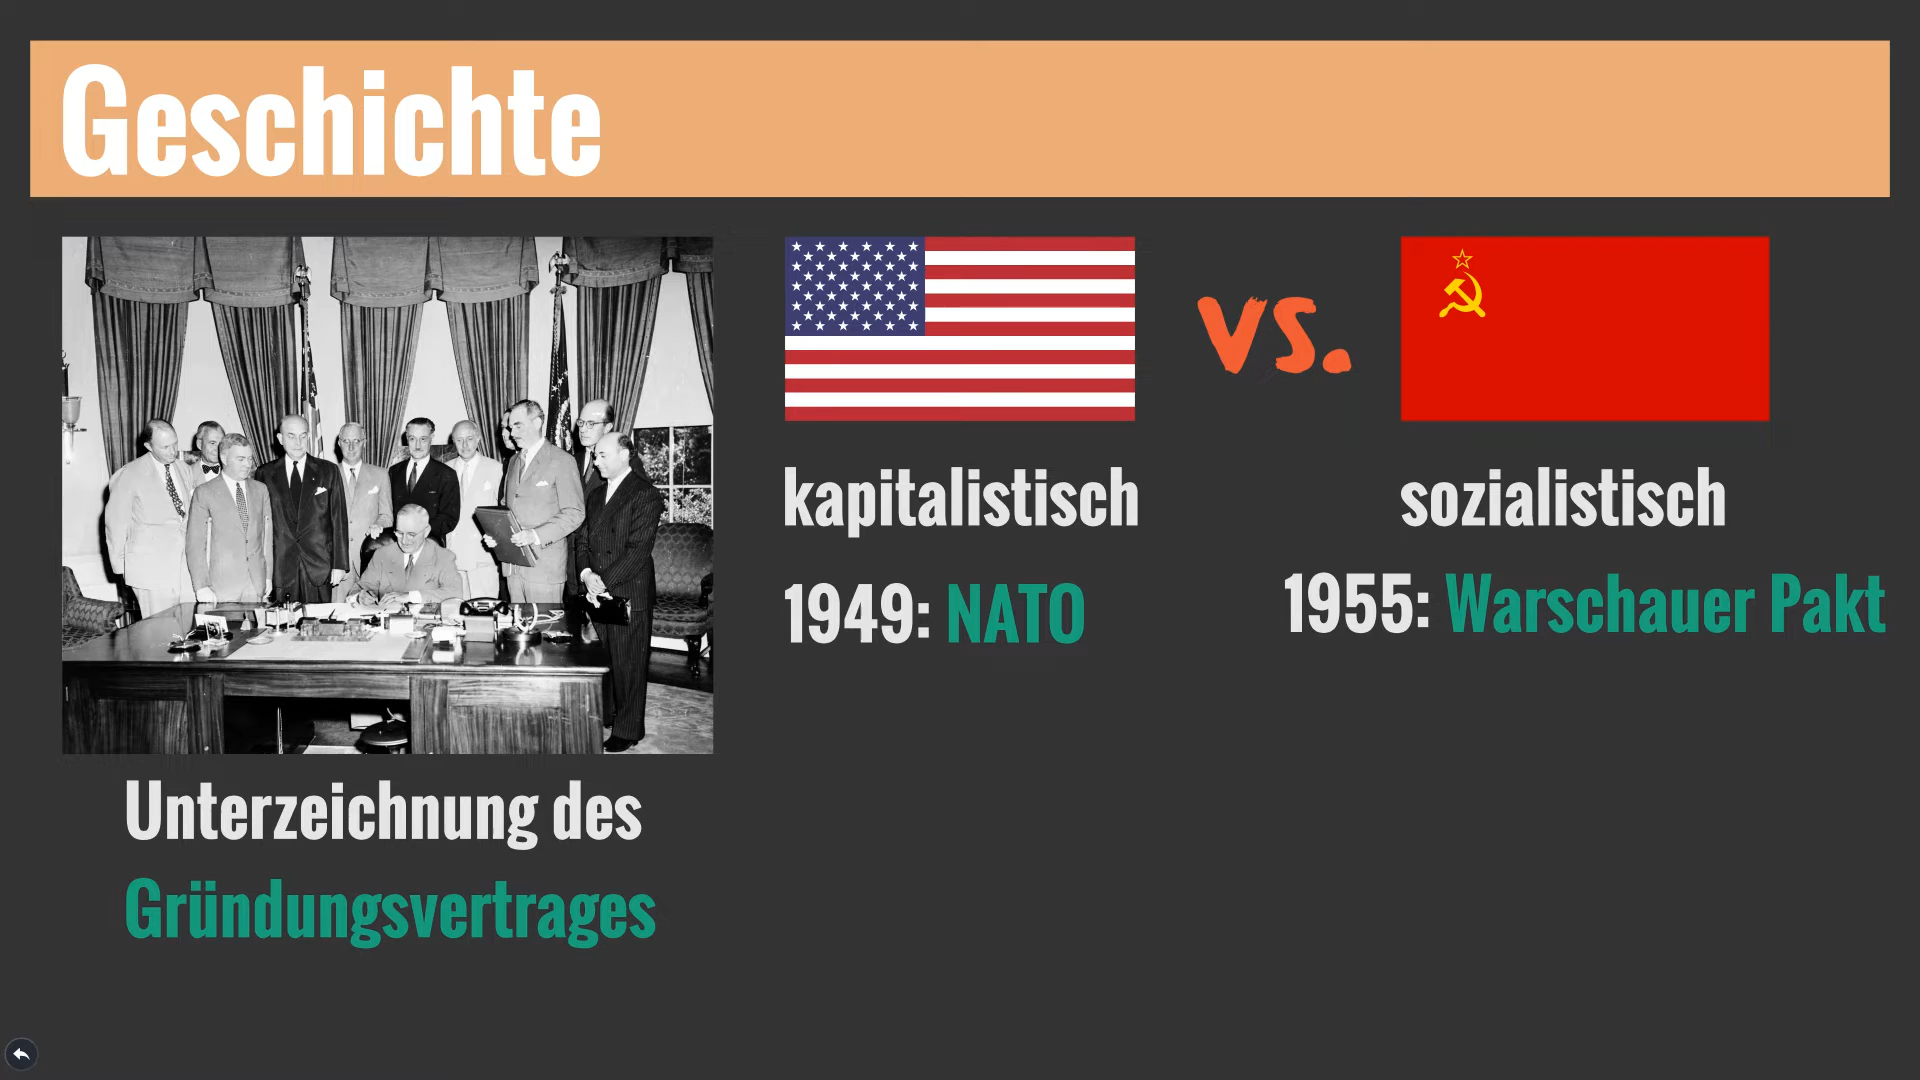 Geschichte
vs.
kapitalistisch
sozialistisch
1949: NATO
1955: Warschauer Pakt
Unterzeichnung des
Gründungsvertrages